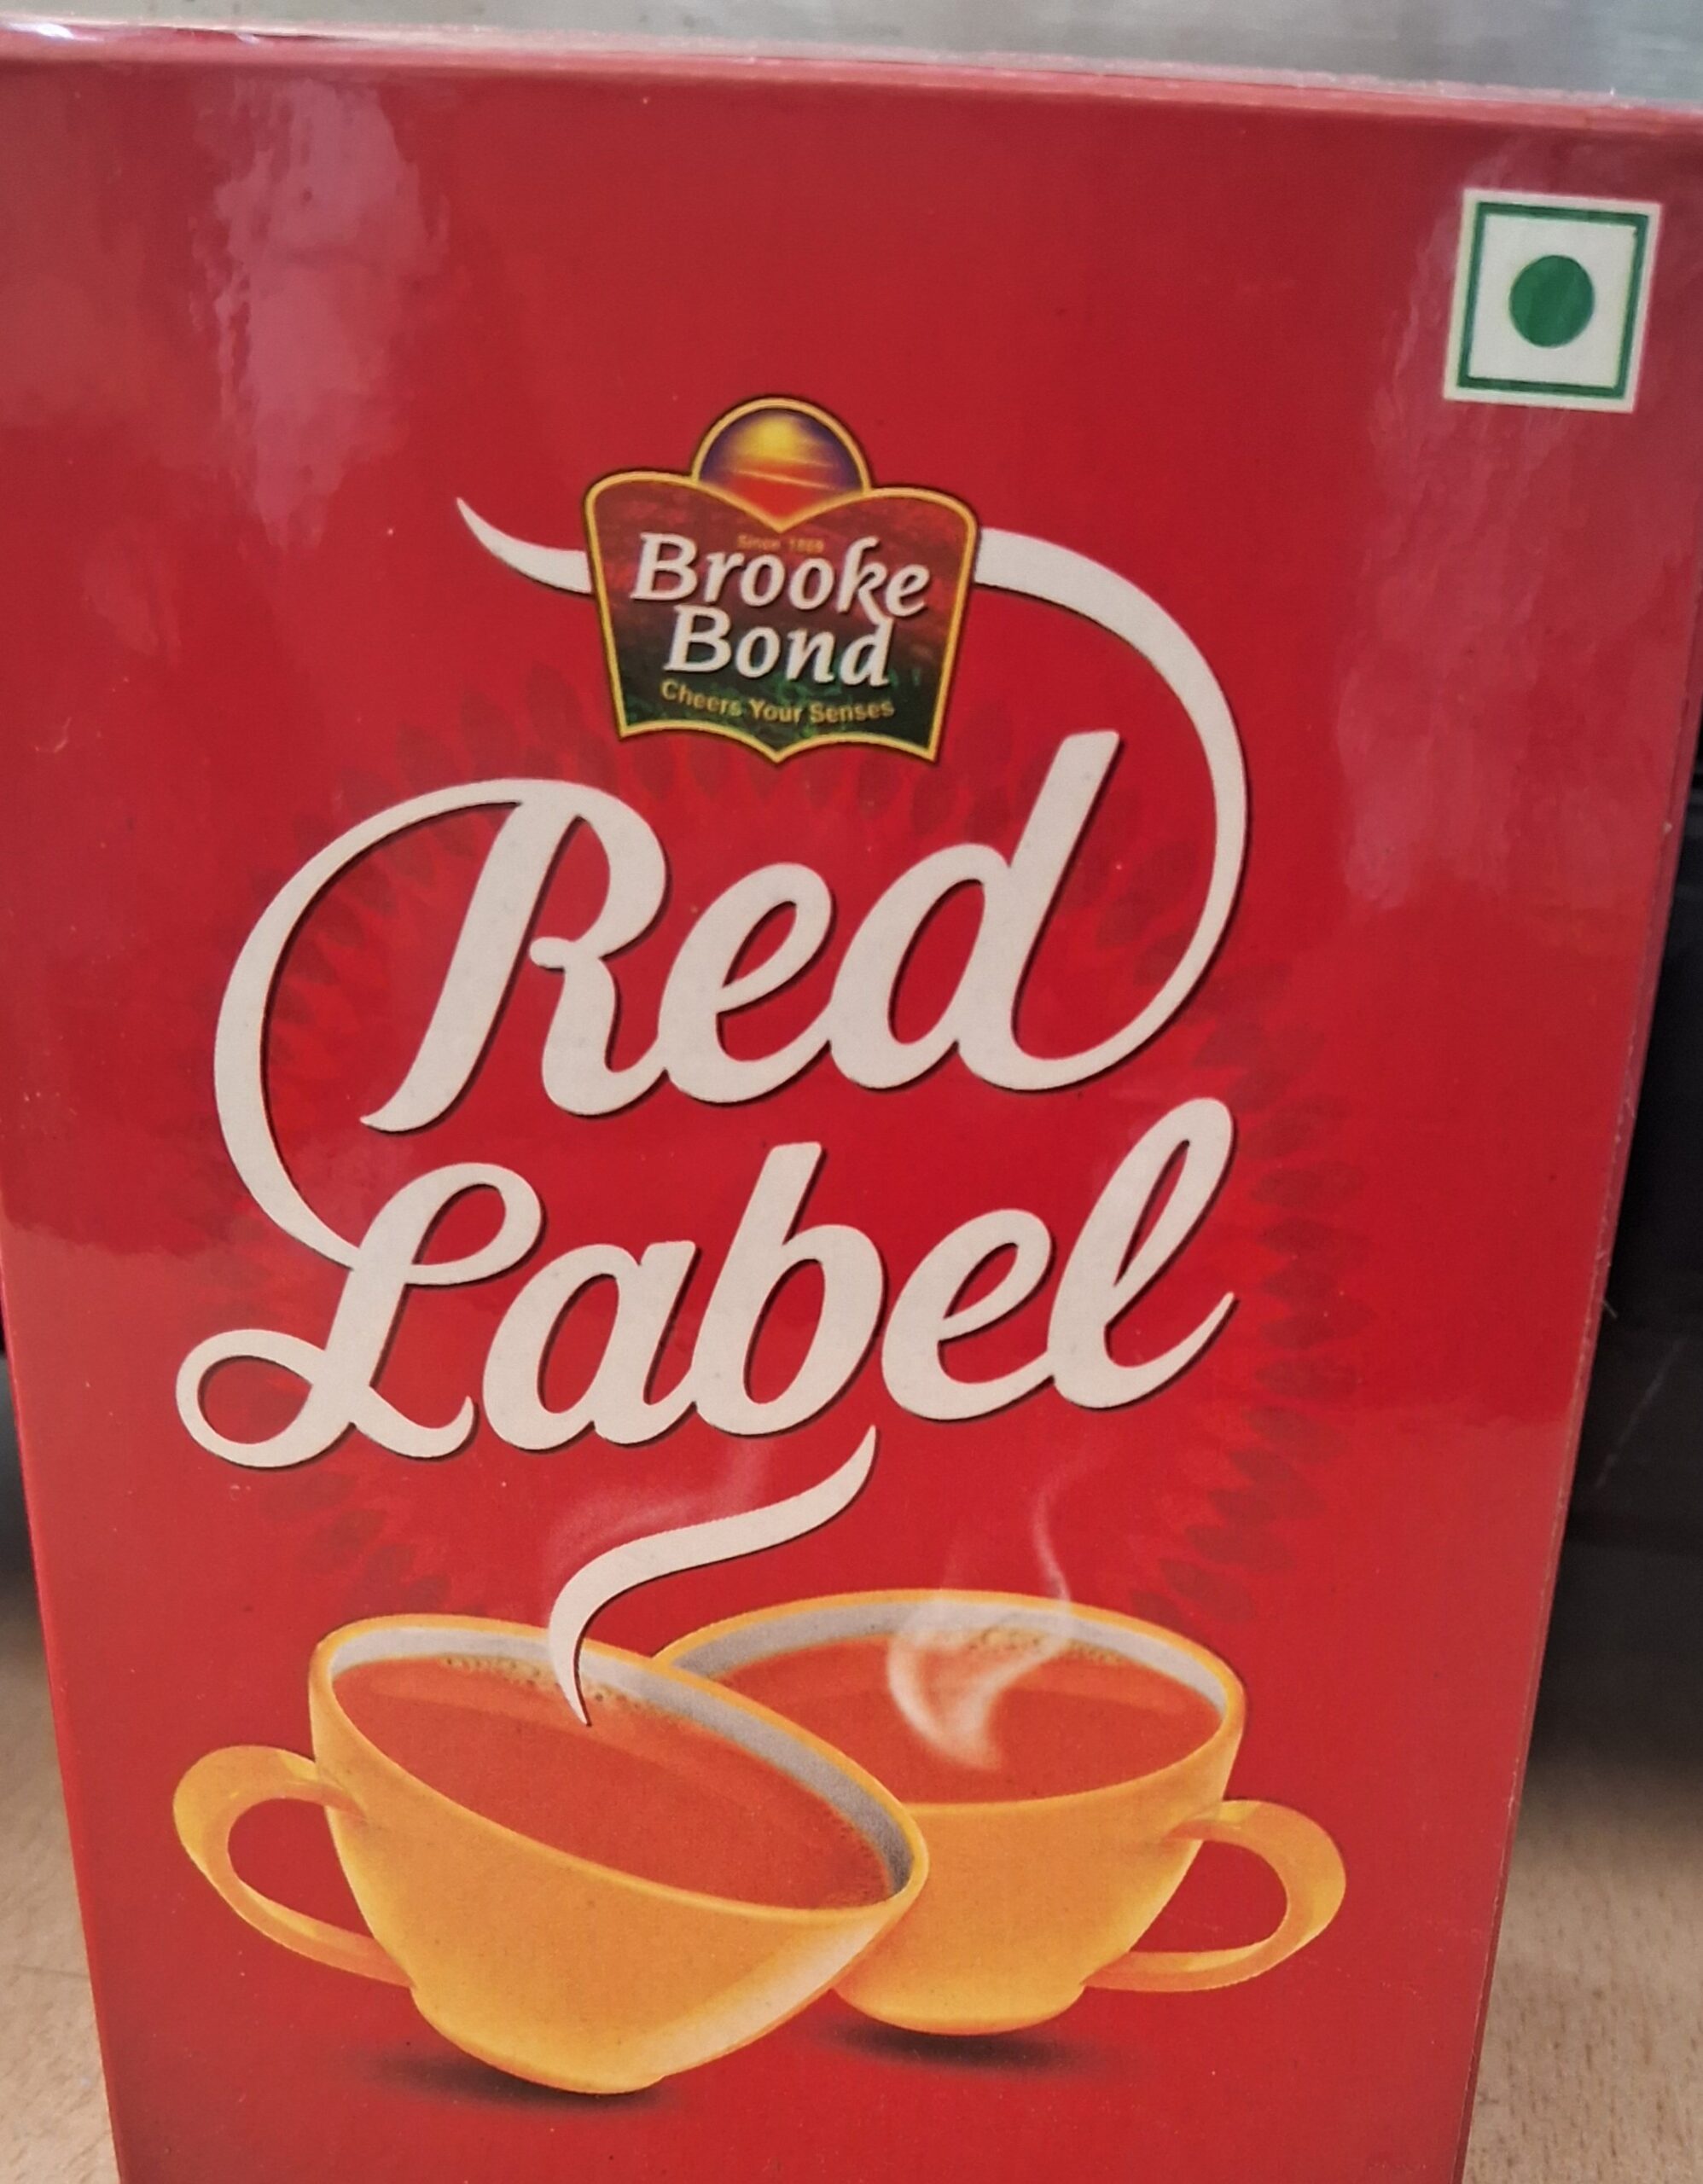 Since 1869
Brooke
Bond
Cheers Your Senses
Red
Label